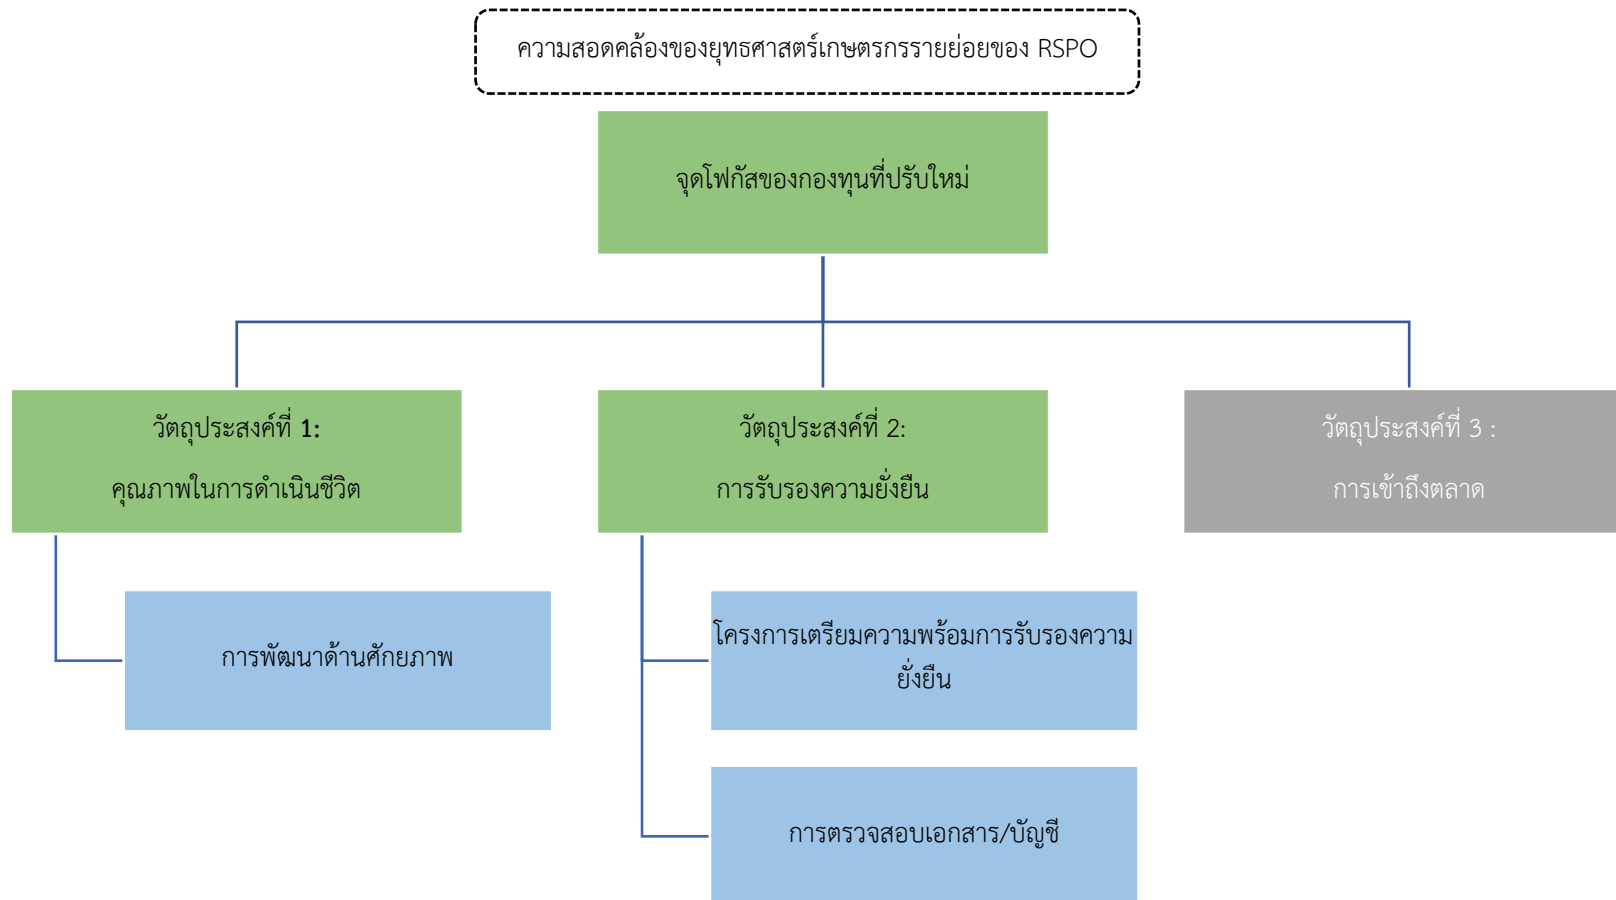 ความสอดคล้องของยุทธศาสตร์เกษตรกรรายย่อยของ RSPO
จุดโฟกัสของกองทุนที่ปรับใหม่
วัตถุประสงค์ที่ 1:
คุณภาพในการดำเนินชีวิต
วัตถุประสงค์ที่ 2:
การรับรองความยั่งยืน
วัตถุประสงค์ที่ 3 :
การเข้าถึงตลาด
การพัฒนาด้านศักยภาพ
โครงการเตรียมความพร้อมการรับรองความ
ยั่งยืน
การตรวจสอบเอกสาร/บัญชี